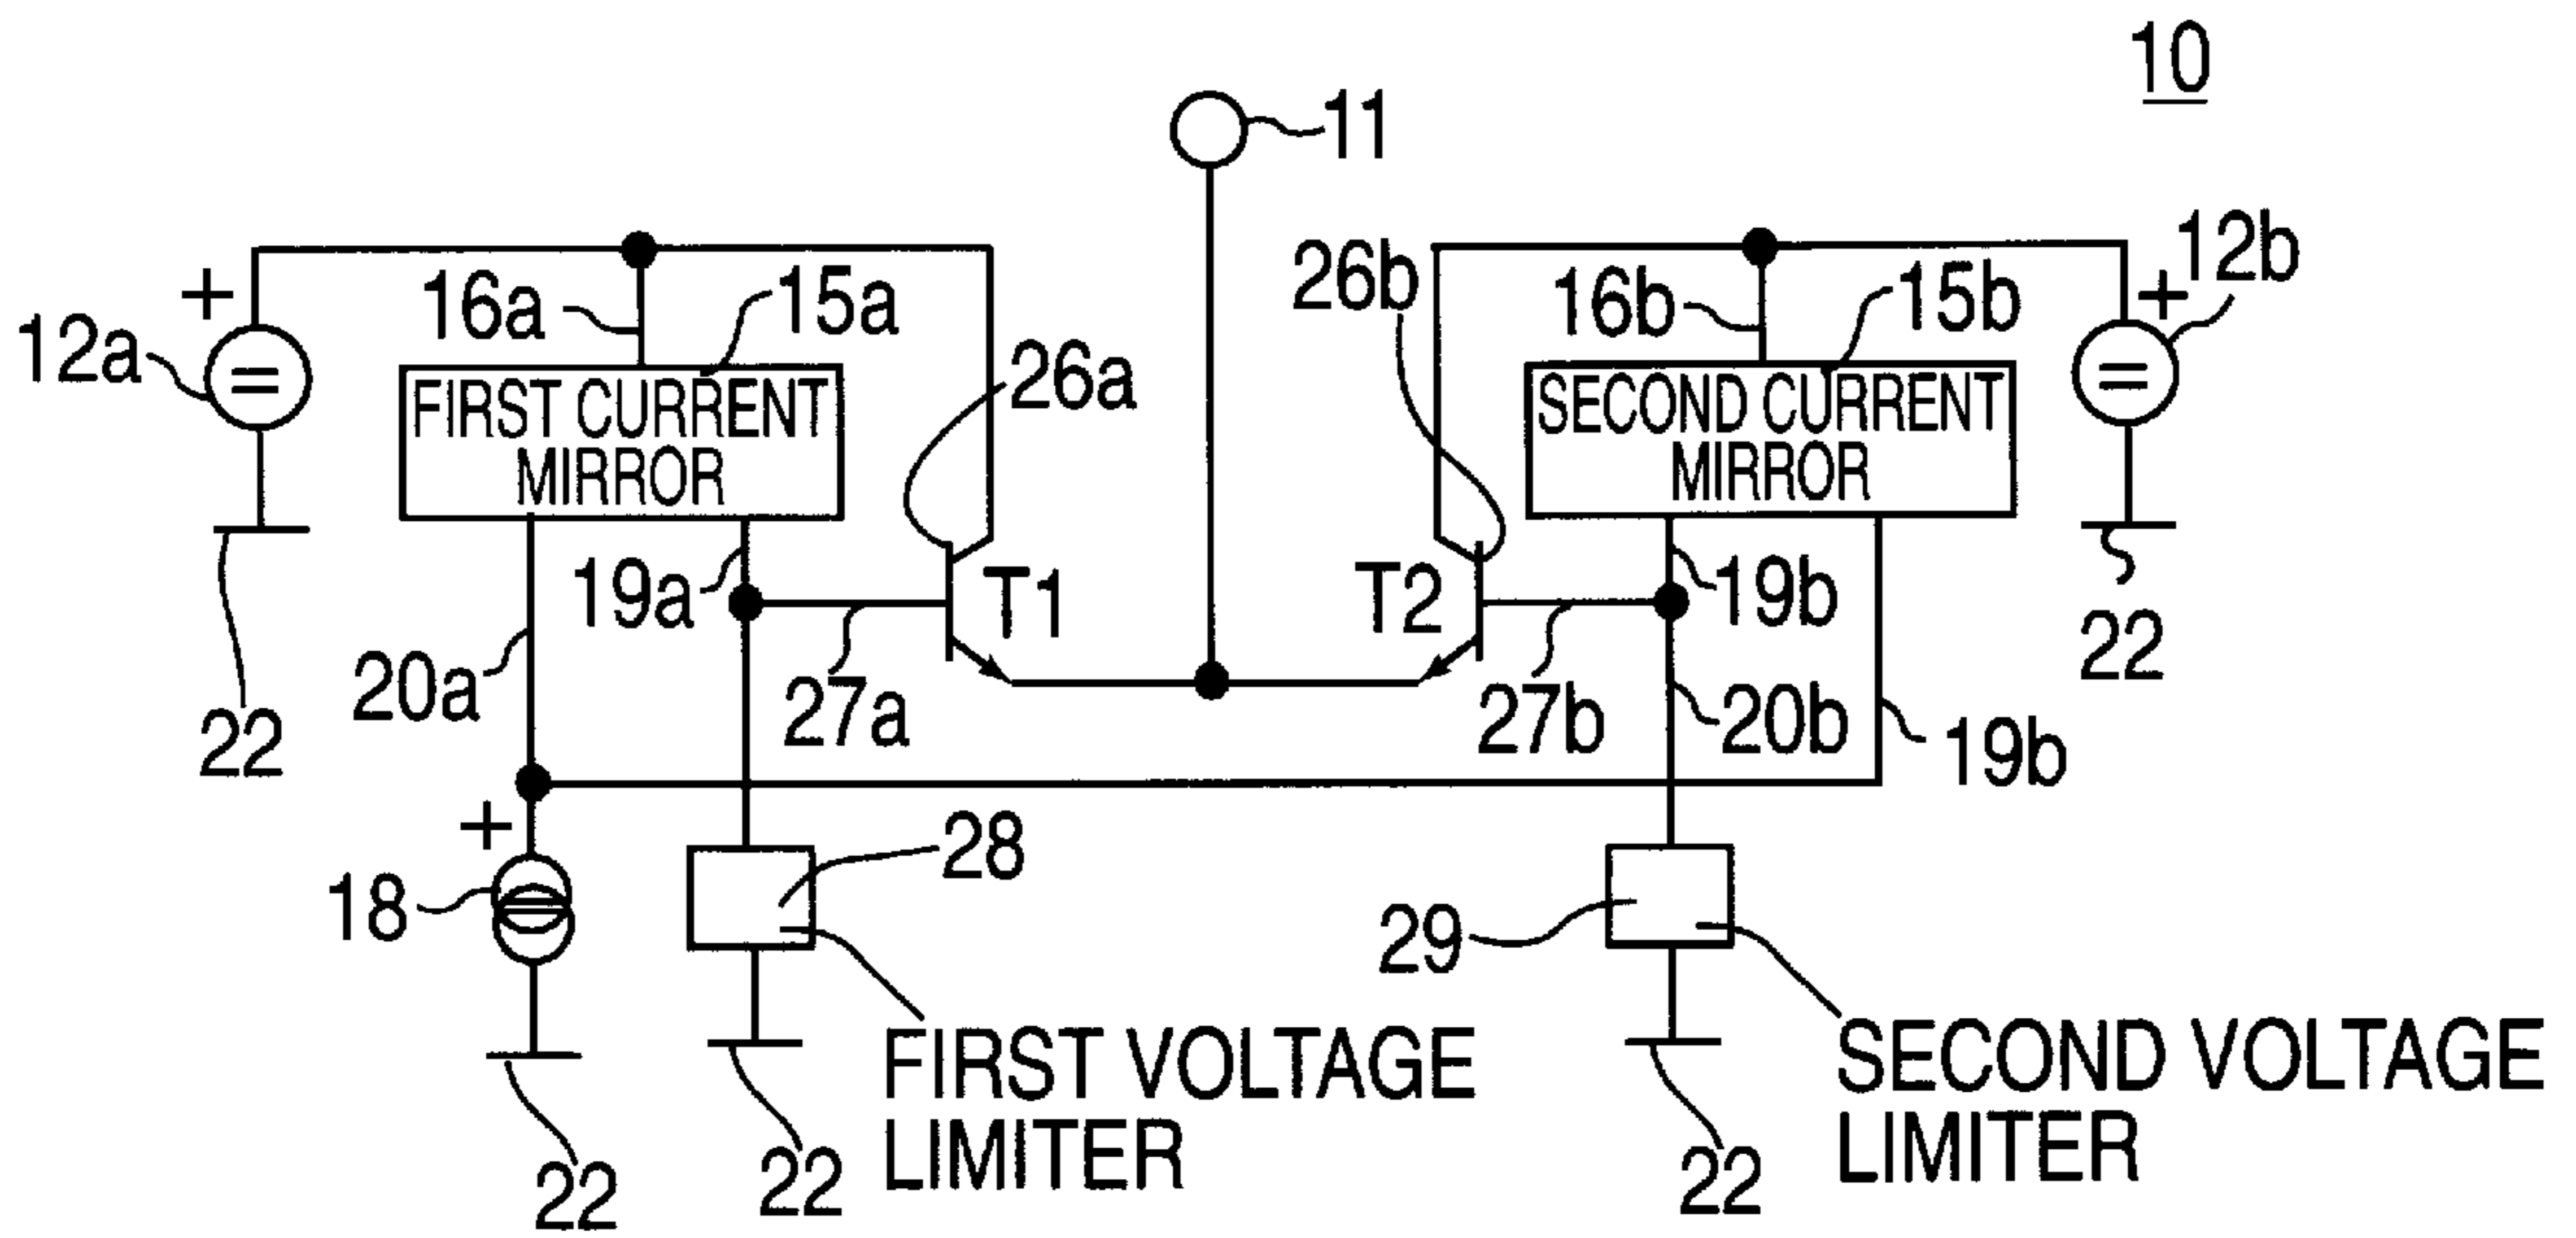 10
11
12a
+
16a
15a
26a
26b
16b
15b
12b
+
=
=
FIRST CURRENT
MIRROR
SECOND CURRENT
MIRROR
19a
T1
T2
19b
22
20a
27a
27b
20b
19b
22
+
18
28
29
22
22
FIRST VOLTAGE
LIMITER
22
SECOND VOLTAGE
LIMITER